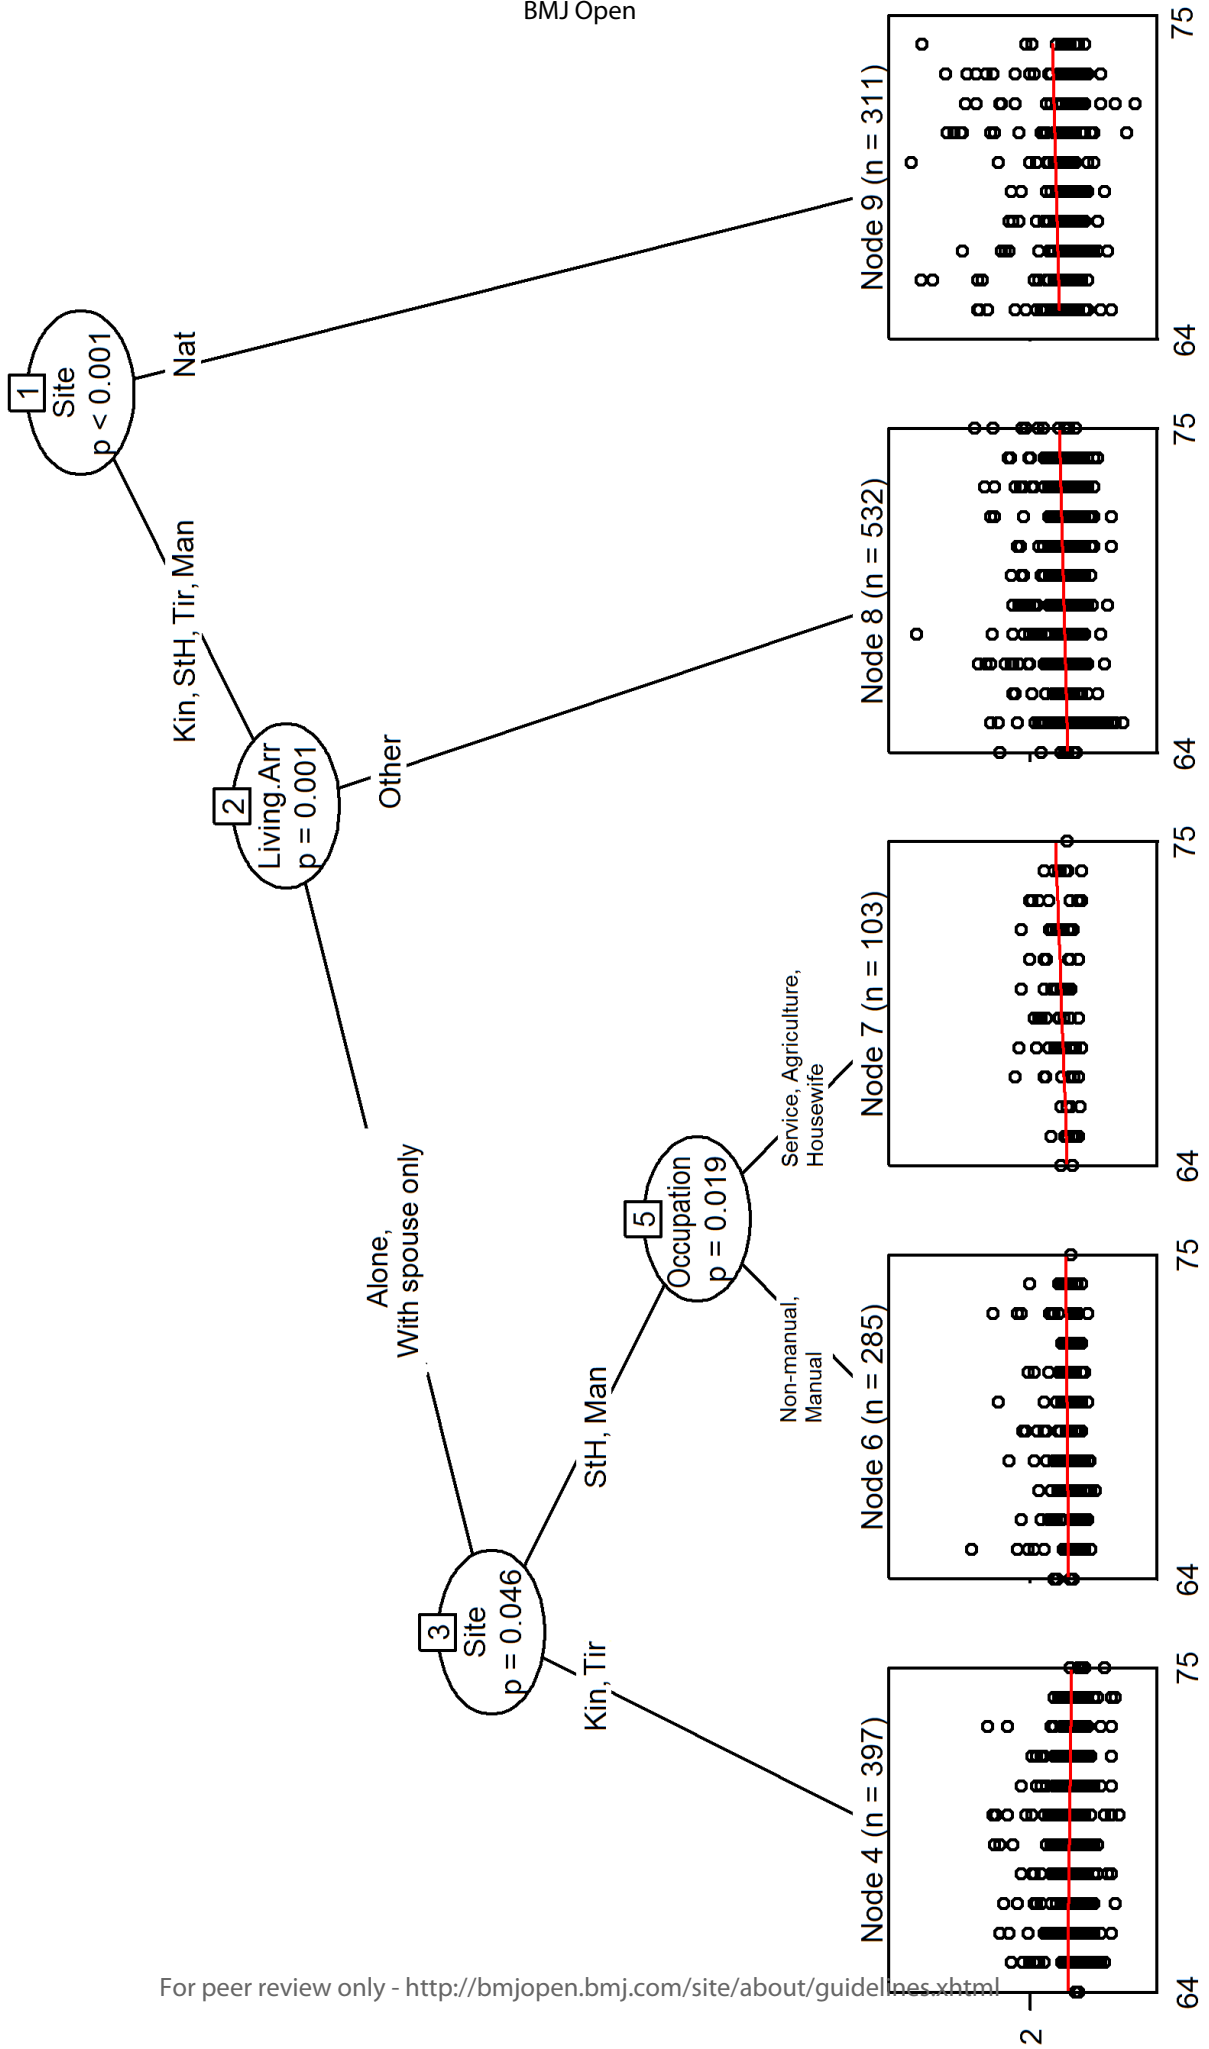 BMJ Open
1
Site
p < 0.001
Kin, StH, Tir, Man
Nat
2
Living.Arr
p = 0.001
Alone,
With spouse only
Other
3
Site
p = 0.046
Kin, Tir
StH, Man
5
Occupation
p = 0.019
Non-manual,
Manual
Service, Agriculture,
Housewife
Node 4 (n = 397)
Node 6 (n = 285)
Node 7 (n = 103)
Node 8 (n = 532)
Node 9 (n = 311)
2
64
75
64
75
64
75
64
75
64
75
For peer review only - http://bmjopen.bmj.com/site/about/guidelines.xhtml